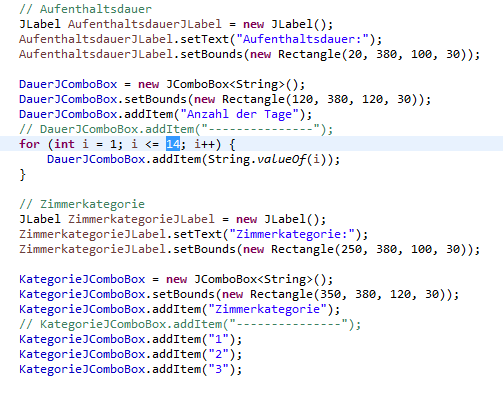 // Aufenthaltsdauer
JLabel AufenthaltsdauerJLabel = new JLabel();
AufenthaltsdauerJLabel.setText("Aufenthaltsdauer:");
AufenthaltsdauerJLabel.setBounds(new Rectangle(20, 380, 100, 30));

DauerJComboBox = new JComboBox<String>();
DauerJComboBox.setBounds(new Rectangle(120, 380, 120, 30));
DauerJComboBox.addItem("Anzahl der Tage");
// DauerJComboBox.addItem("---------------");
for (int i = 1; i <= 14; i++) {
    DauerJComboBox.addItem(String.valueOf(i));
}

// Zimmerkategorie
JLabel ZimmerkategorieJLabel = new JLabel();
ZimmerkategorieJLabel.setText("Zimmerkategorie:");
ZimmerkategorieJLabel.setBounds(new Rectangle(250, 380, 100, 30));

KategorieJComboBox = new JComboBox<String>();
KategorieJComboBox.setBounds(new Rectangle(350, 380, 120, 30));
KategorieJComboBox.addItem("Zimmerkategorie");
// KategorieJComboBox.addItem("---------------");
KategorieJComboBox.addItem("1");
KategorieJComboBox.addItem("2");
KategorieJComboBox.addItem("3");